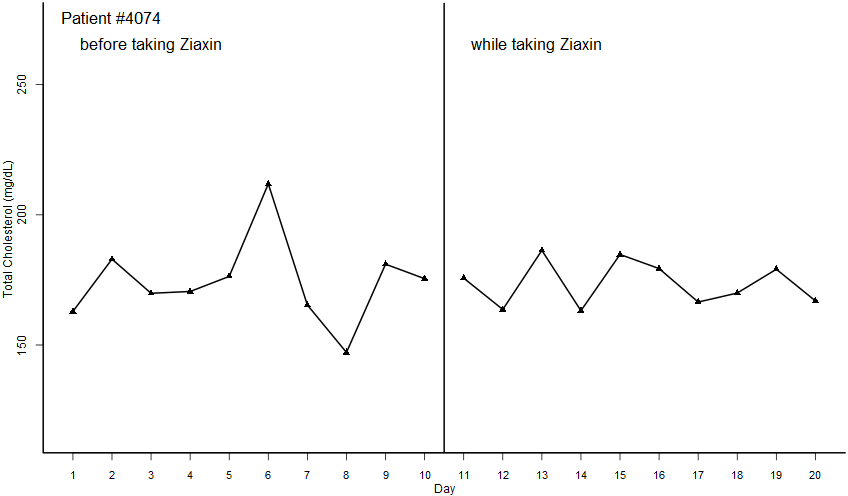 Patient #4074
before taking Ziaxin
while taking Ziaxin
Total Cholesterol (mg/dL)
250
200
150
1 2 3 4 5 6 7 8 9 10 11 12 13 14 15 16 17 18 19 20
Day